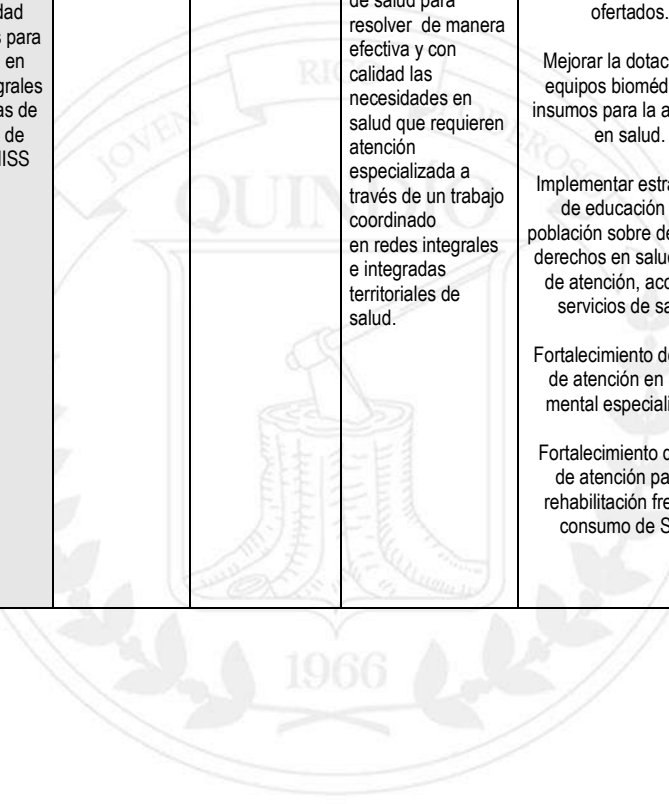 dad
s para
en
grales
as de
de
IISS
de salud para
resolver de manera
efectiva y con
calidad las
necesidades en
salud que requieren
atención
especializada a
través de un trabajo
coordinado
en redes integrales
e integradas
territoriales de
salud.
ofertados.
Mejorar la dotac
equipos bioméd
insumos para la a
en salud.
Implementar estra
de educación
población sobre de
derechos en salud
de atención, acc
servicios de sa
Fortalecimiento de
de atención en
mental especiali
Fortalecimiento d
de atención pa
rehabilitación fre
consumo de S
JOVEN
QUINDIO
1966